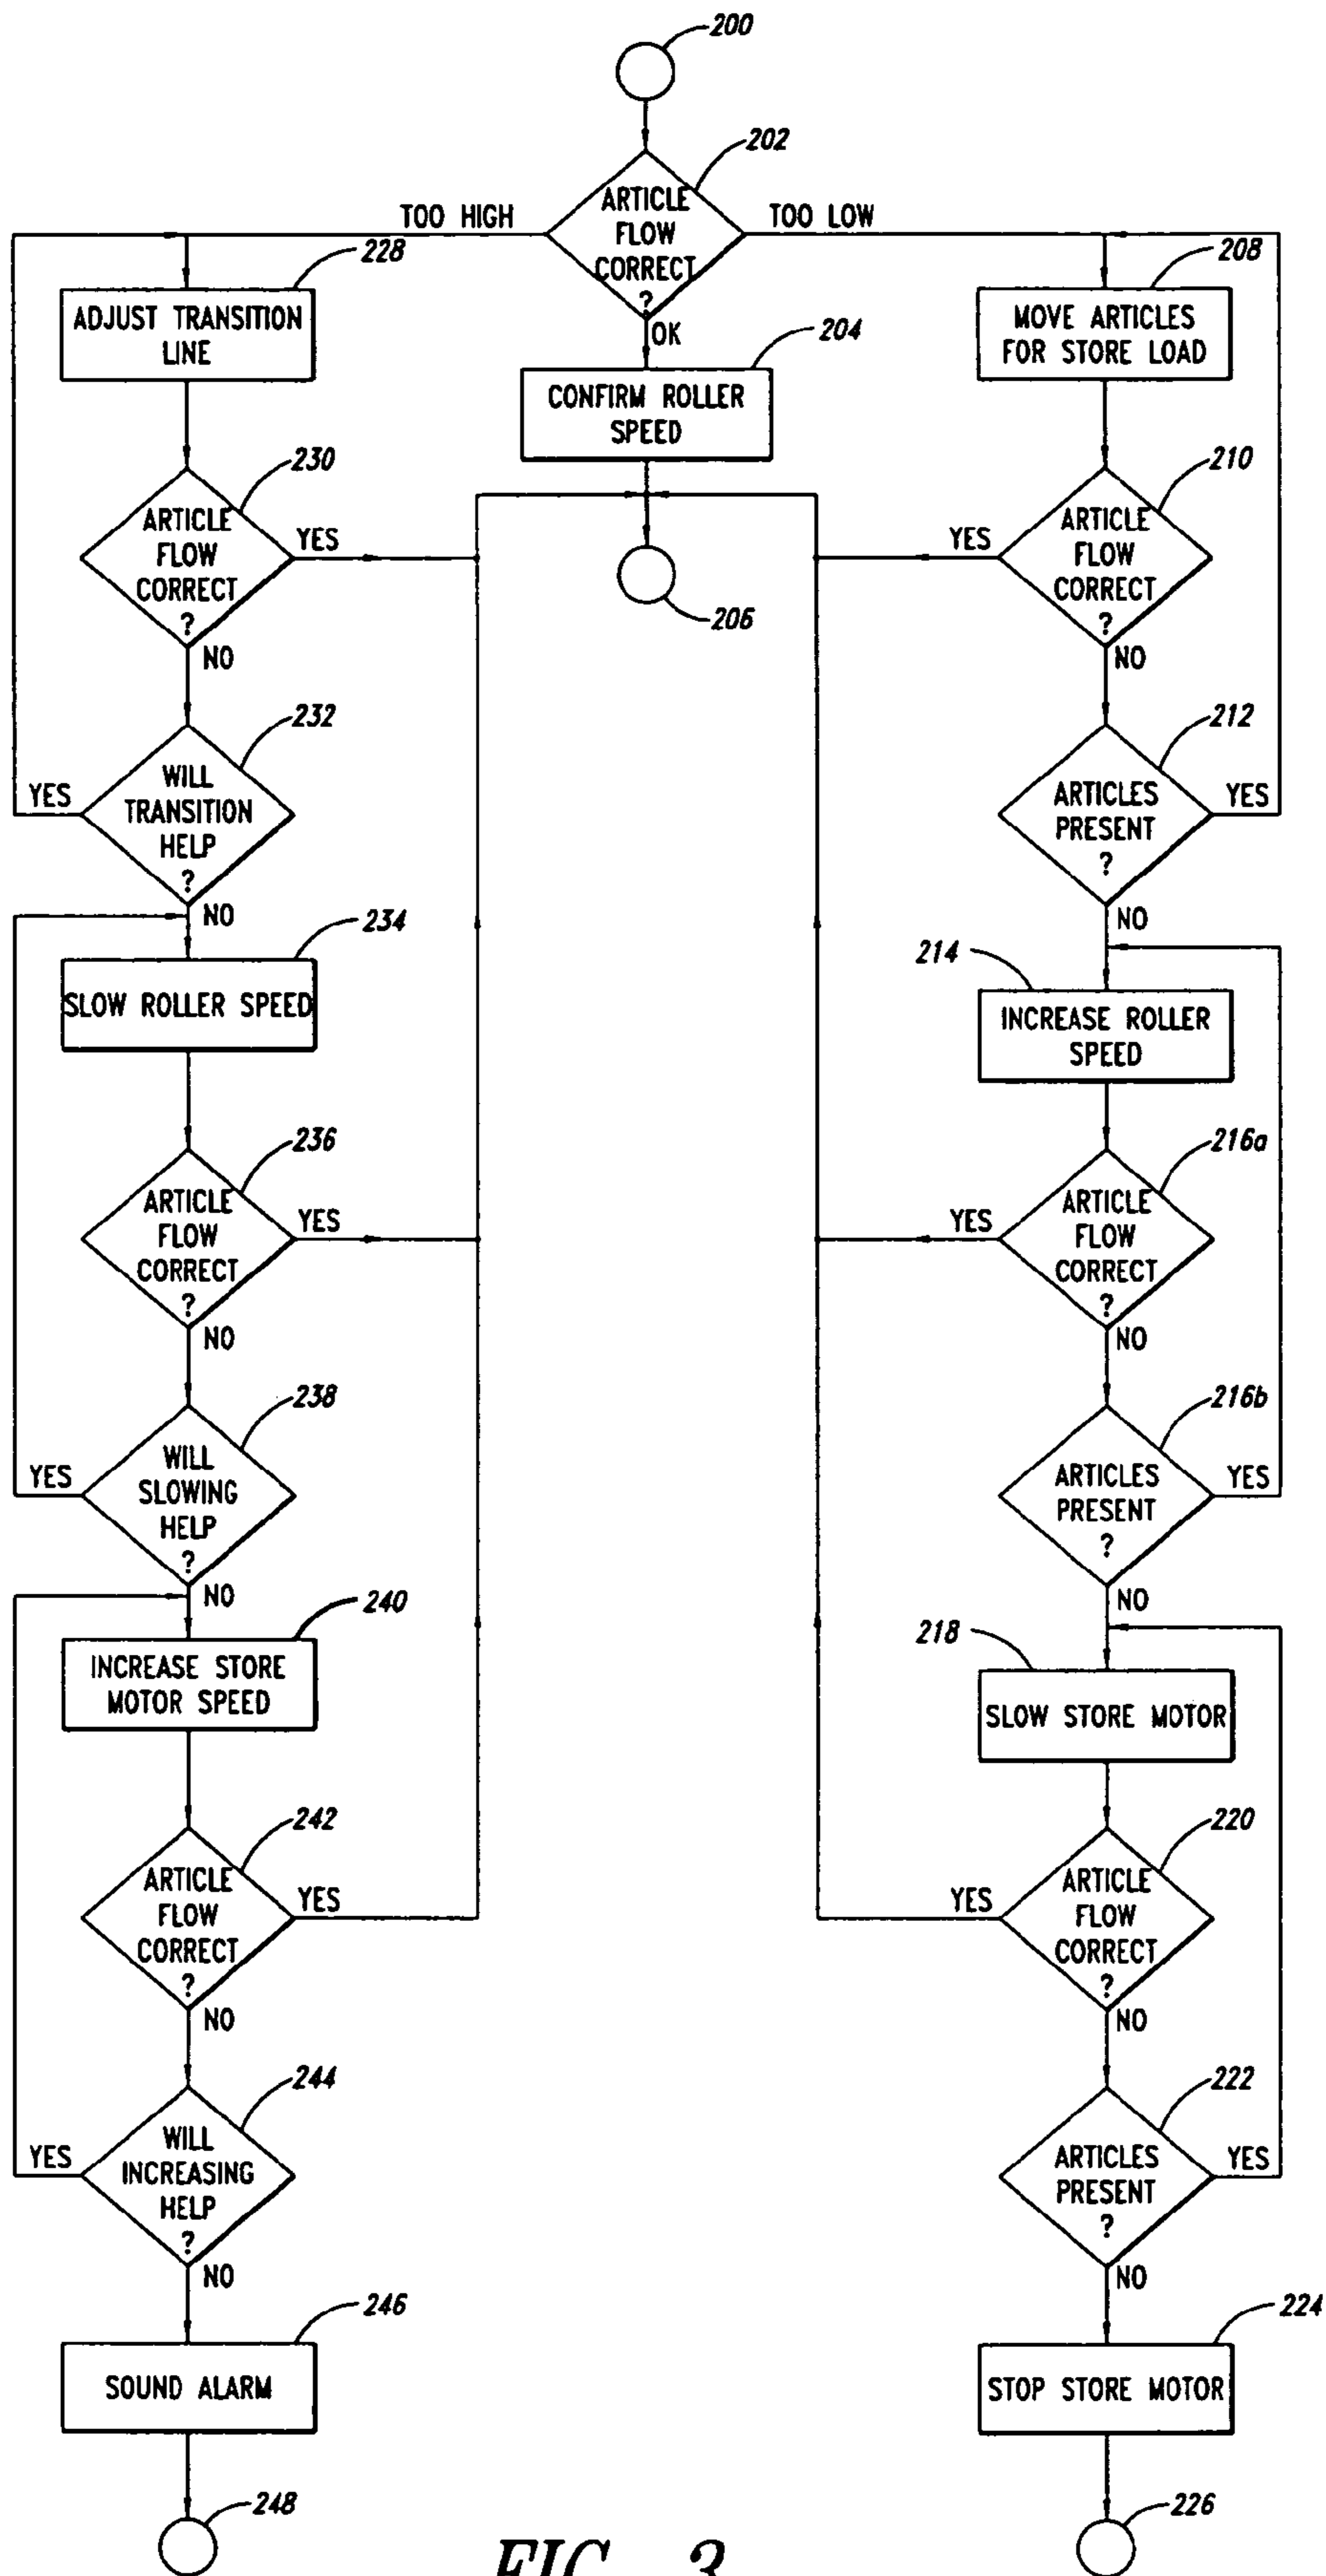 200
202
ARTICLE
FLOW
CORRECT
?
TOO HIGH
TOO LOW
OK
204
CONFIRM ROLLER
SPEED
206
228
ADJUST TRANSITION
LINE
230
ARTICLE
FLOW
CORRECT
?
YES
NO
232
WILL
TRANSITION
HELP
?
YES
NO
234
SLOW ROLLER SPEED
236
ARTICLE
FLOW
CORRECT
?
YES
NO
238
WILL
SLOWING
HELP
?
YES
NO
240
INCREASE STORE
MOTOR SPEED
242
ARTICLE
FLOW
CORRECT
?
YES
NO
244
WILL
INCREASING
HELP
?
YES
NO
246
SOUND ALARM
248
208
MOVE ARTICLES
FOR STORE LOAD
210
ARTICLE
FLOW
CORRECT
?
YES
NO
212
ARTICLES
PRESENT
?
YES
NO
214
INCREASE ROLLER
SPEED
216a
ARTICLE
FLOW
CORRECT
?
YES
NO
216b
ARTICLES
PRESENT
?
YES
NO
218
SLOW STORE MOTOR
220
ARTICLE
FLOW
CORRECT
?
YES
NO
222
ARTICLES
PRESENT
?
YES
NO
224
STOP STORE MOTOR
226
FIG. 3